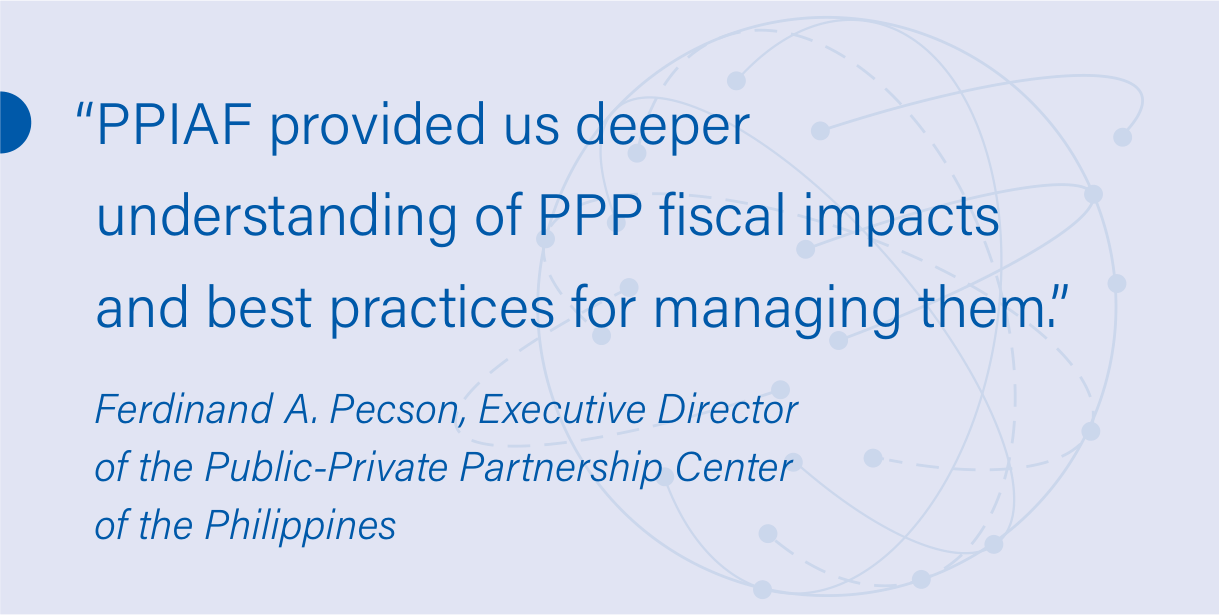 “PPIAF provided us deeper
understanding of PPP fiscal impacts
and best practices for managing them.”
Ferdinand A. Pecson, Executive Director
of the Public-Private Partnership Center
of the Philippines